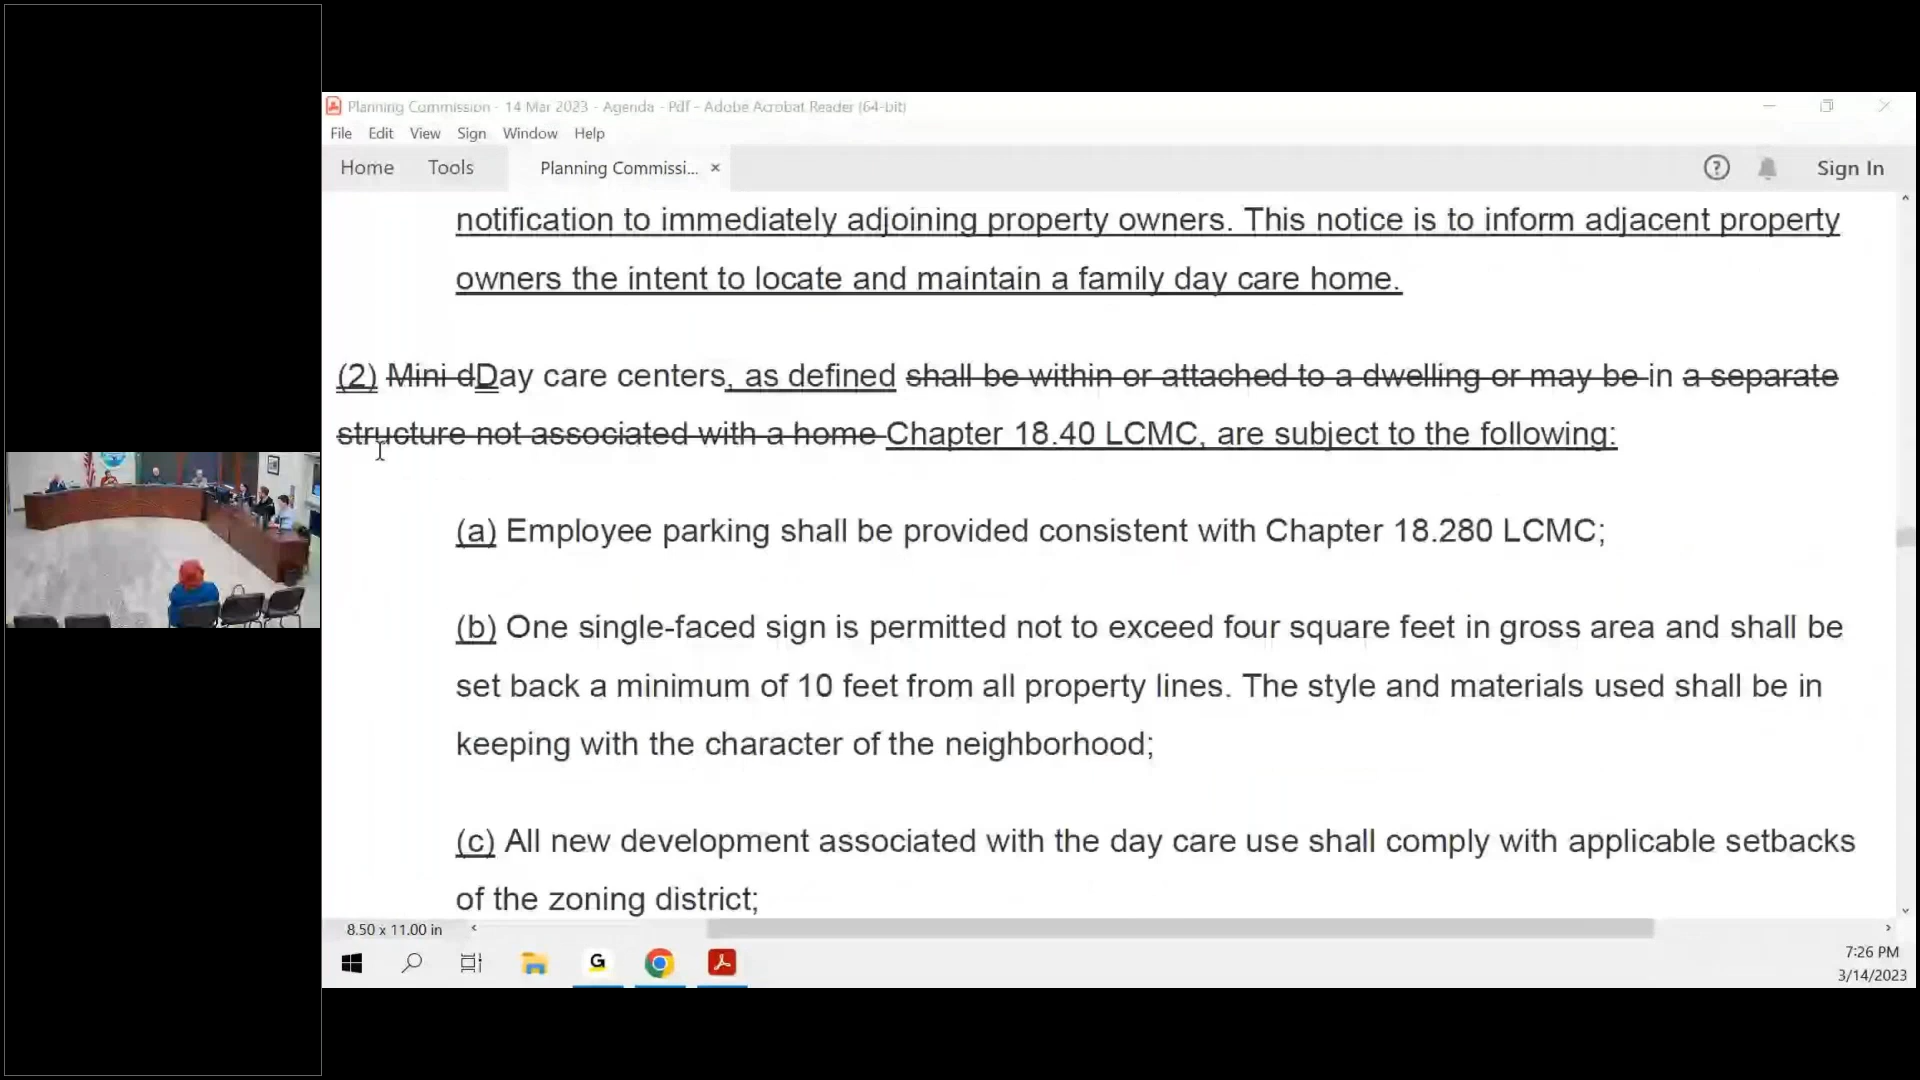 Planning Commission - 14 Mar 2023 - Agenda - Pdf - Adobe Acrobat Reader (64-bit)
File Edit View Sign Window Help
Home Tools Planning Commissi... × Sign In
notification to immediately adjoining property owners. This notice is to inform adjacent property
owners the intent to locate and maintain a family day care home.
(2) Mini dDay care centers, as defined shall be within or attached to a dwelling or may be in a separate
structure not associated with a home Chapter 18.40 LCMC, are subject to the following:
(a) Employee parking shall be provided consistent with Chapter 18.280 LCMC;
(b) One single-faced sign is permitted not to exceed four square feet in gross area and shall be
set back a minimum of 10 feet from all property lines. The style and materials used shall be in
keeping with the character of the neighborhood;
(c) All new development associated with the day care use shall comply with applicable setbacks
of the zoning district;
8.50 x 11.00 in
G
7:26 PM
3/14/2023